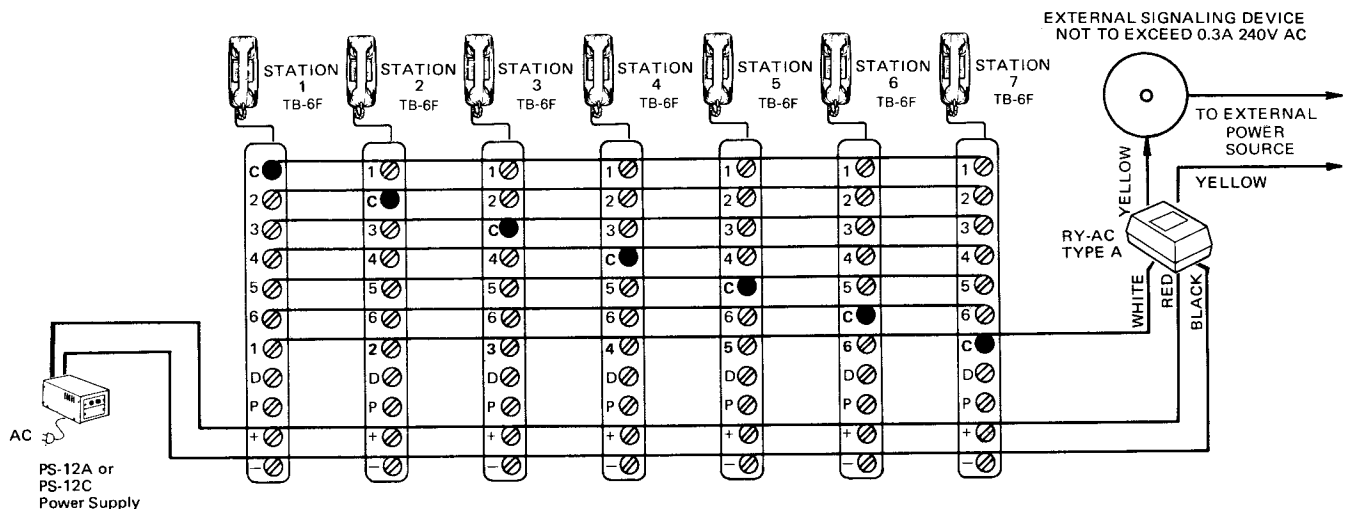 EXTERNAL SIGNALING DEVICE
NOT TO EXCEED 0.3A 240V AC
STATION
1
TB-6F
STATION
2
TB-6F
STATION
3
TB-6F
STATION
4
TB-6F
STATION
5
TB-6F
STATION
6
TB-6F
STATION
7
TB-6F
TO EXTERNAL
POWER
SOURCE
YELLOW
YELLOW
RY-AC
TYPE A
WHITE
RED
BLACK
C 1 1 1 1 1 1
2 C 2 2 2 2 2
3 3 C 3 3 3 3
4 4 4 C 4 4 4
5 5 5 5 C 5 5
6 6 6 6 6 C 6
1 2 3 4 5 6 C
D D D D D D D
P P P P P P P
+ + + + + + +
− − − − − − −
AC
PS-12A or
PS-12C
Power Supply